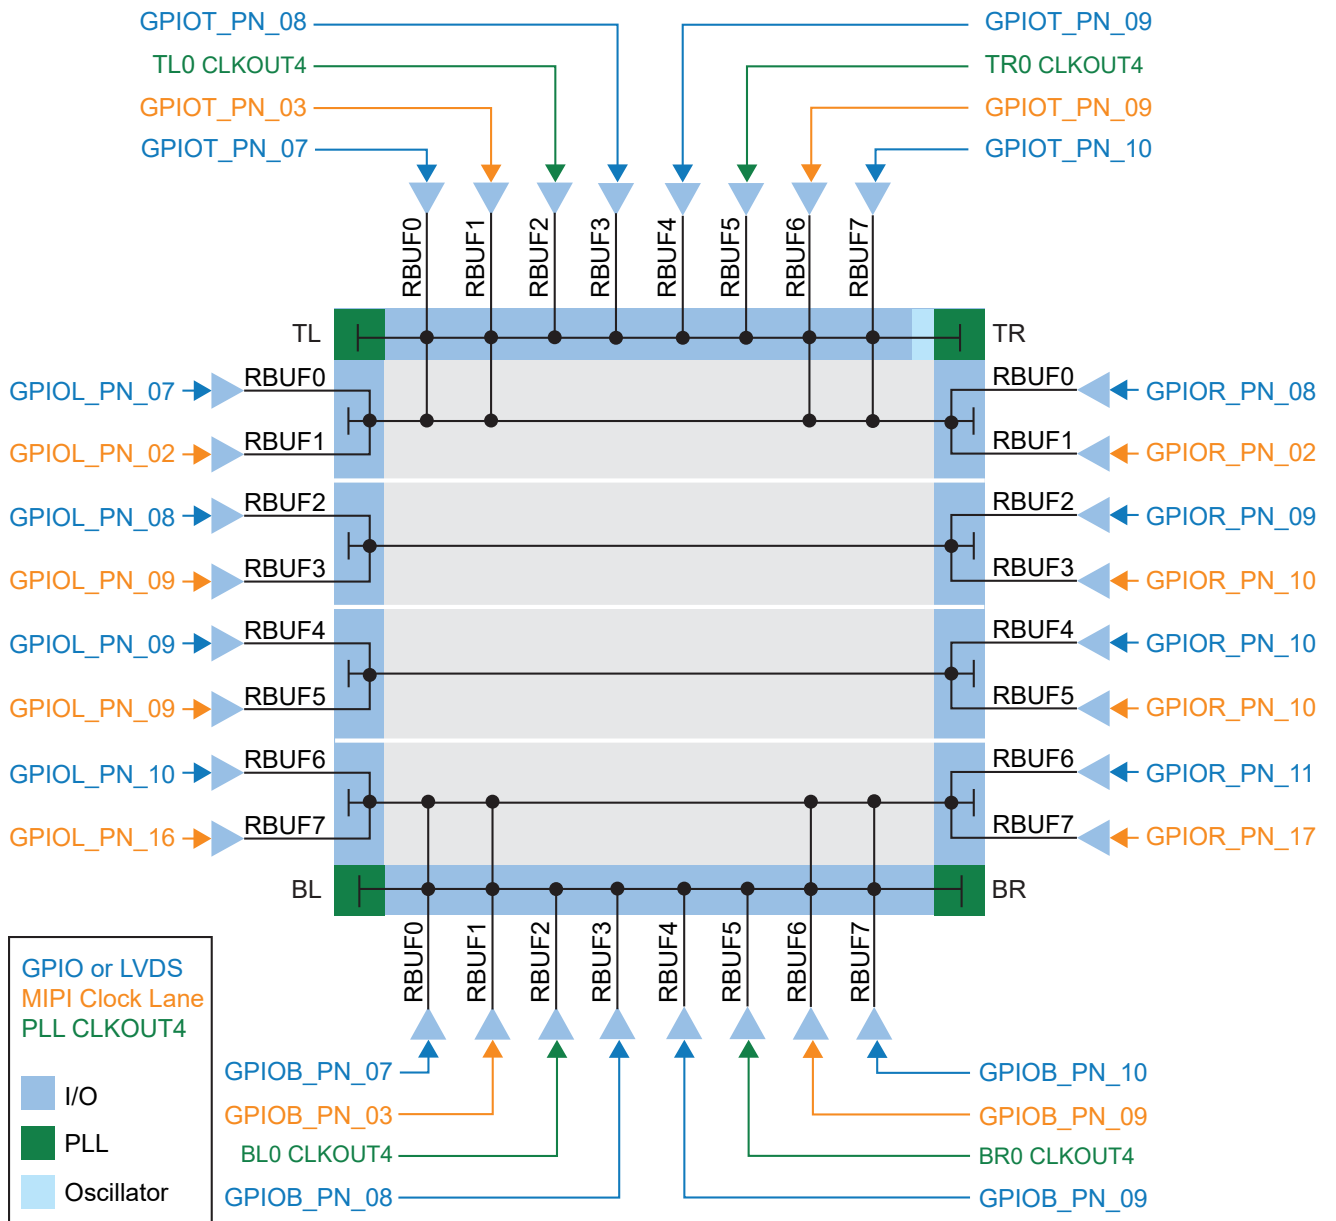 GPIOT_PN_08
GPIOT_PN_09
TL0 CLKOUT4
TR0 CLKOUT4
GPIOT_PN_03
GPIOT_PN_09
GPIOT_PN_07
GPIOT_PN_10
RBUF0
RBUF1
RBUF2
RBUF3
RBUF4
RBUF5
RBUF6
RBUF7
TL
TR
GPIOL_PN_07
RBUF0
RBUF0
GPIOR_PN_08
GPIOL_PN_02
RBUF1
RBUF1
GPIOR_PN_02
GPIOL_PN_08
RBUF2
RBUF2
GPIOR_PN_09
GPIOL_PN_09
RBUF3
RBUF3
GPIOR_PN_10
GPIOL_PN_09
RBUF4
RBUF4
GPIOR_PN_10
GPIOL_PN_09
RBUF5
RBUF5
GPIOR_PN_10
GPIOL_PN_10
RBUF6
RBUF6
GPIOR_PN_11
GPIOL_PN_16
RBUF7
RBUF7
GPIOR_PN_17
BL
BR
RBUF0
RBUF1
RBUF2
RBUF3
RBUF4
RBUF5
RBUF6
RBUF7
GPIOB_PN_07
GPIOB_PN_10
GPIOB_PN_03
GPIOB_PN_09
BL0 CLKOUT4
BR0 CLKOUT4
GPIOB_PN_08
GPIOB_PN_09
GPIO or LVDS
MIPI Clock Lane
PLL CLKOUT4
I/O
PLL
Oscillator